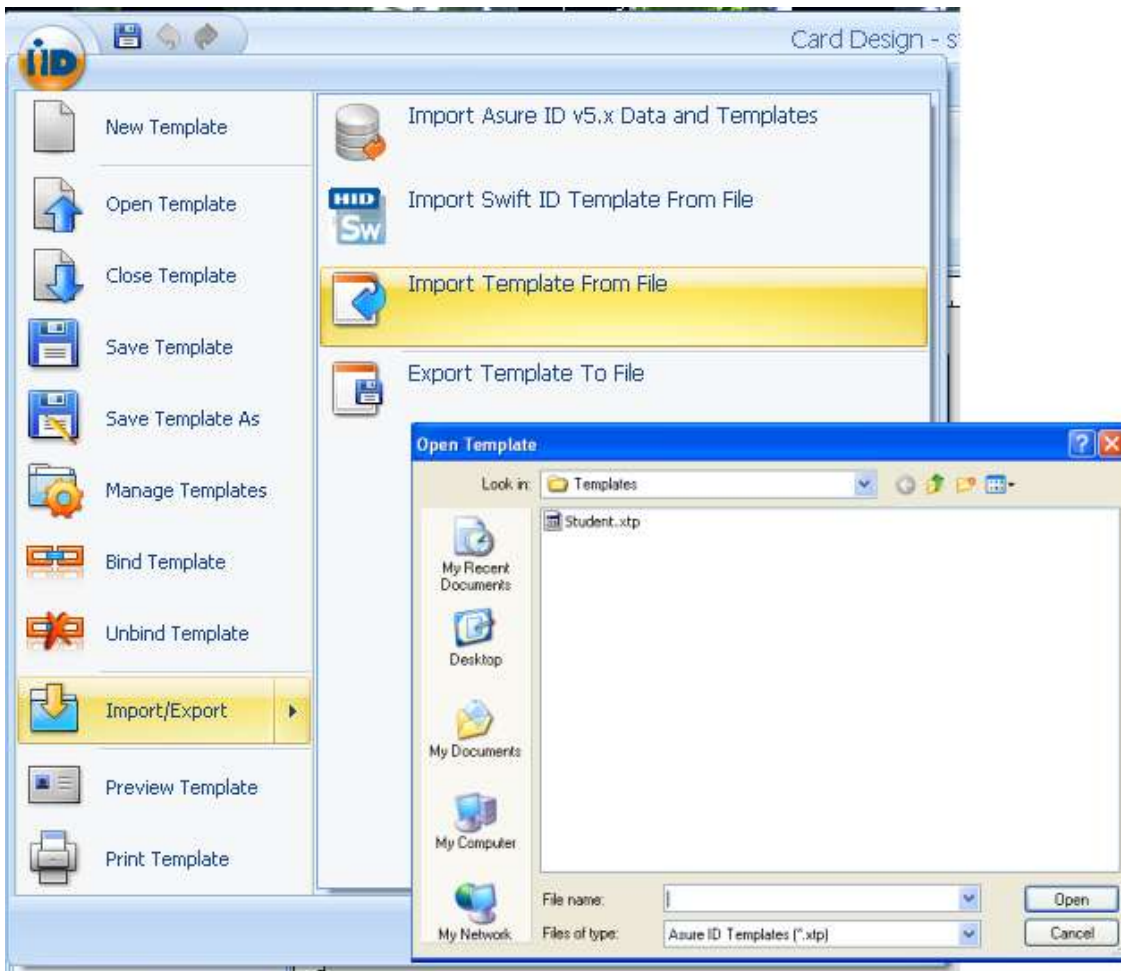 iiD
Card Design - s
New Template
Open Template
Close Template
Save Template
Save Template As
Manage Templates
Bind Template
Unbind Template
Import/Export
Preview Template
Print Template
Import Asure ID v5.x Data and Templates
HID
Sw
Import Swift ID Template From File
Import Template From File
Export Template To File
Open Template
Look in:
Templates
Student.xtp
My Recent
Documents
Desktop
My Documents
My Computer
My Network
File name:
Open
Files of type:
Asure ID Templates (*.xtp)
Cancel